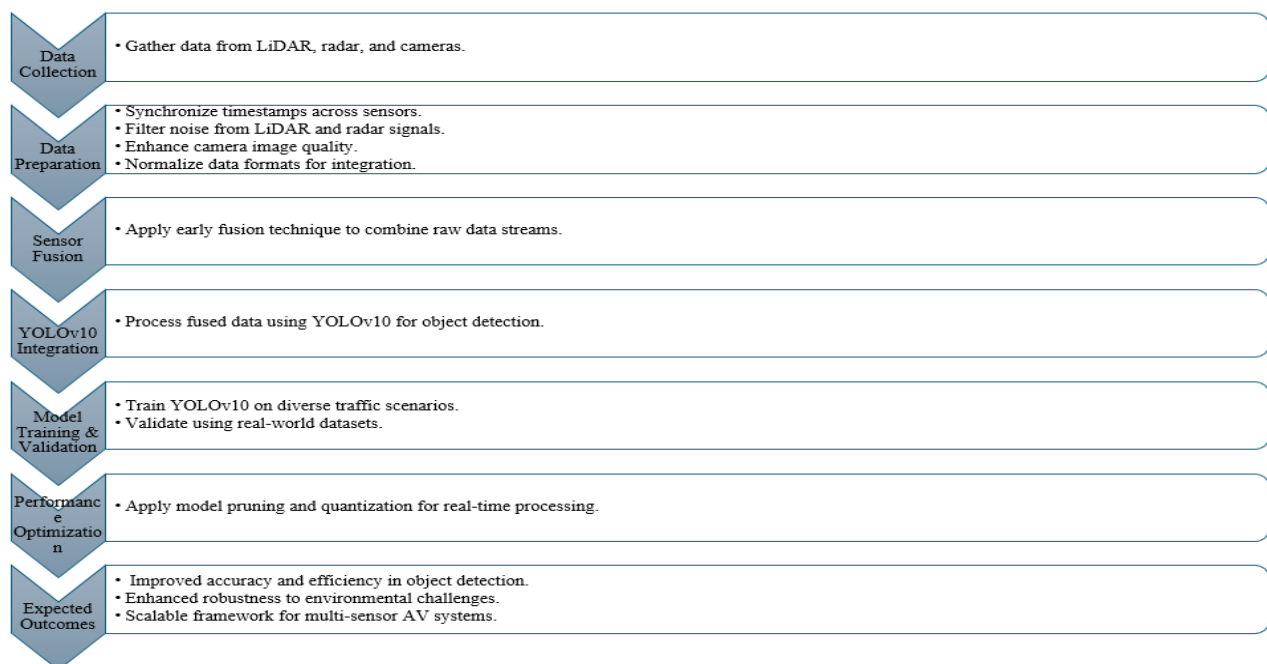 Data
Collection
• Gather data from LiDAR, radar, and cameras.
Data
Preparation
• Synchronize timestamps across sensors.
• Filter noise from LiDAR and radar signals.
• Enhance camera image quality.
• Normalize data formats for integration.
Sensor
Fusion
• Apply early fusion technique to combine raw data streams.
YOLOv10
Integration
• Process fused data using YOLOv10 for object detection.
Model
Training &
Validation
• Train YOLOv10 on diverse traffic scenarios.
• Validate using real-world datasets.
Performanc
e
Optimizatio
n
• Apply model pruning and quantization for real-time processing.
Expected
Outcomes
• Improved accuracy and efficiency in object detection.
• Enhanced robustness to environmental challenges.
• Scalable framework for multi-sensor AV systems.